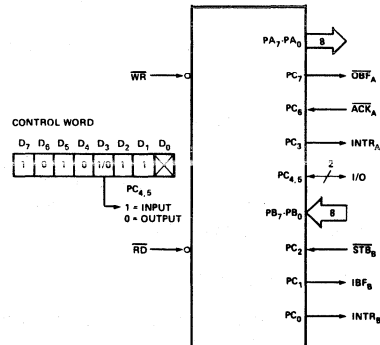 PA7-PA0
8
WR
PC7
OBFA
PC6
ACKA
CONTROL WORD
D7 D6 D5 D4 D3 D2 D1 D0
1 0 1 0 1/0 1 1
PC3
INTRA
PC4,5
2
I/O
PC4,5
1 = INPUT
0 = OUTPUT
PB7-PB0
8
RD
PC2
STBB
PC1
IBFB
PC0
INTRB